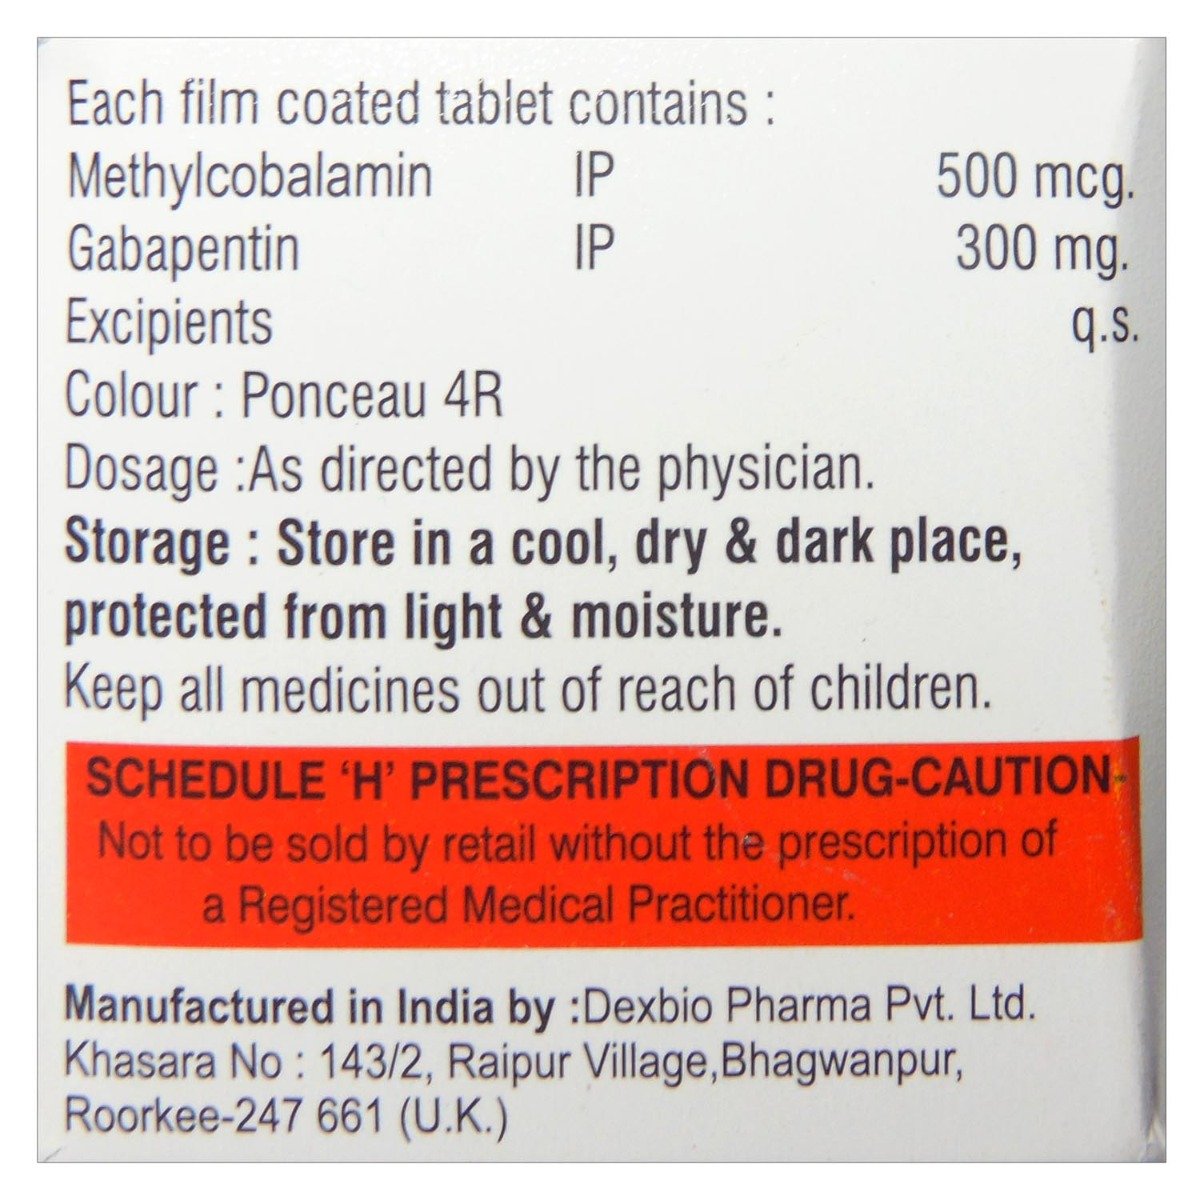 Each film coated tablet contains :
Methylcobalamin IP 500 mcg.
Gabapentin IP 300 mg.
Excipients q.s.
Colour : Ponceau 4R
Dosage :As directed by the physician.
Storage : Store in a cool, dry & dark place,
protected from light & moisture.
Keep all medicines out of reach of children.
SCHEDULE ‘H’ PRESCRIPTION DRUG-CAUTION-
Not to be sold by retail without the prescription of
a Registered Medical Practitioner.
Manufactured in India by :Dexbio Pharma Pvt. Ltd.
Khasara No : 143/2, Raipur Village,Bhagwanpur,
Roorkee-247 661 (U.K.)